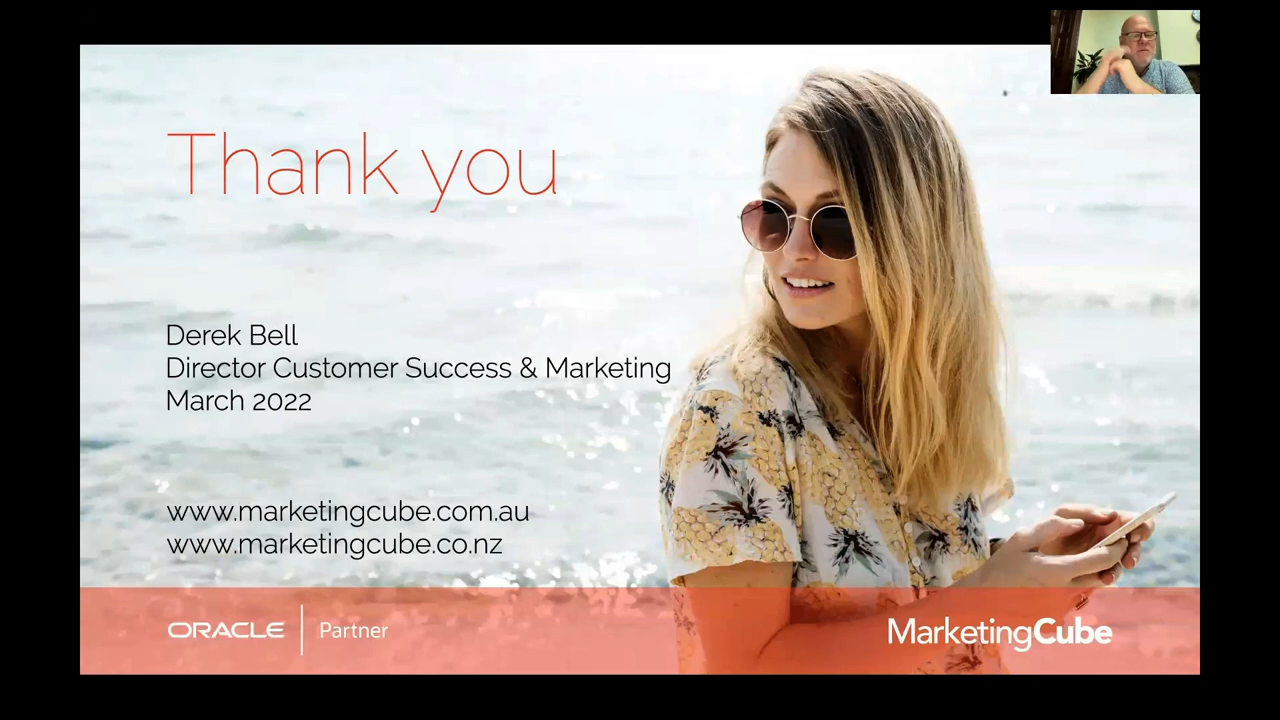 Thank you
Derek Bell
Director Customer Success & Marketing
March 2022
www.marketingcube.com.au
www.marketingcube.co.nz
ORACLE | Partner
MarketingCube